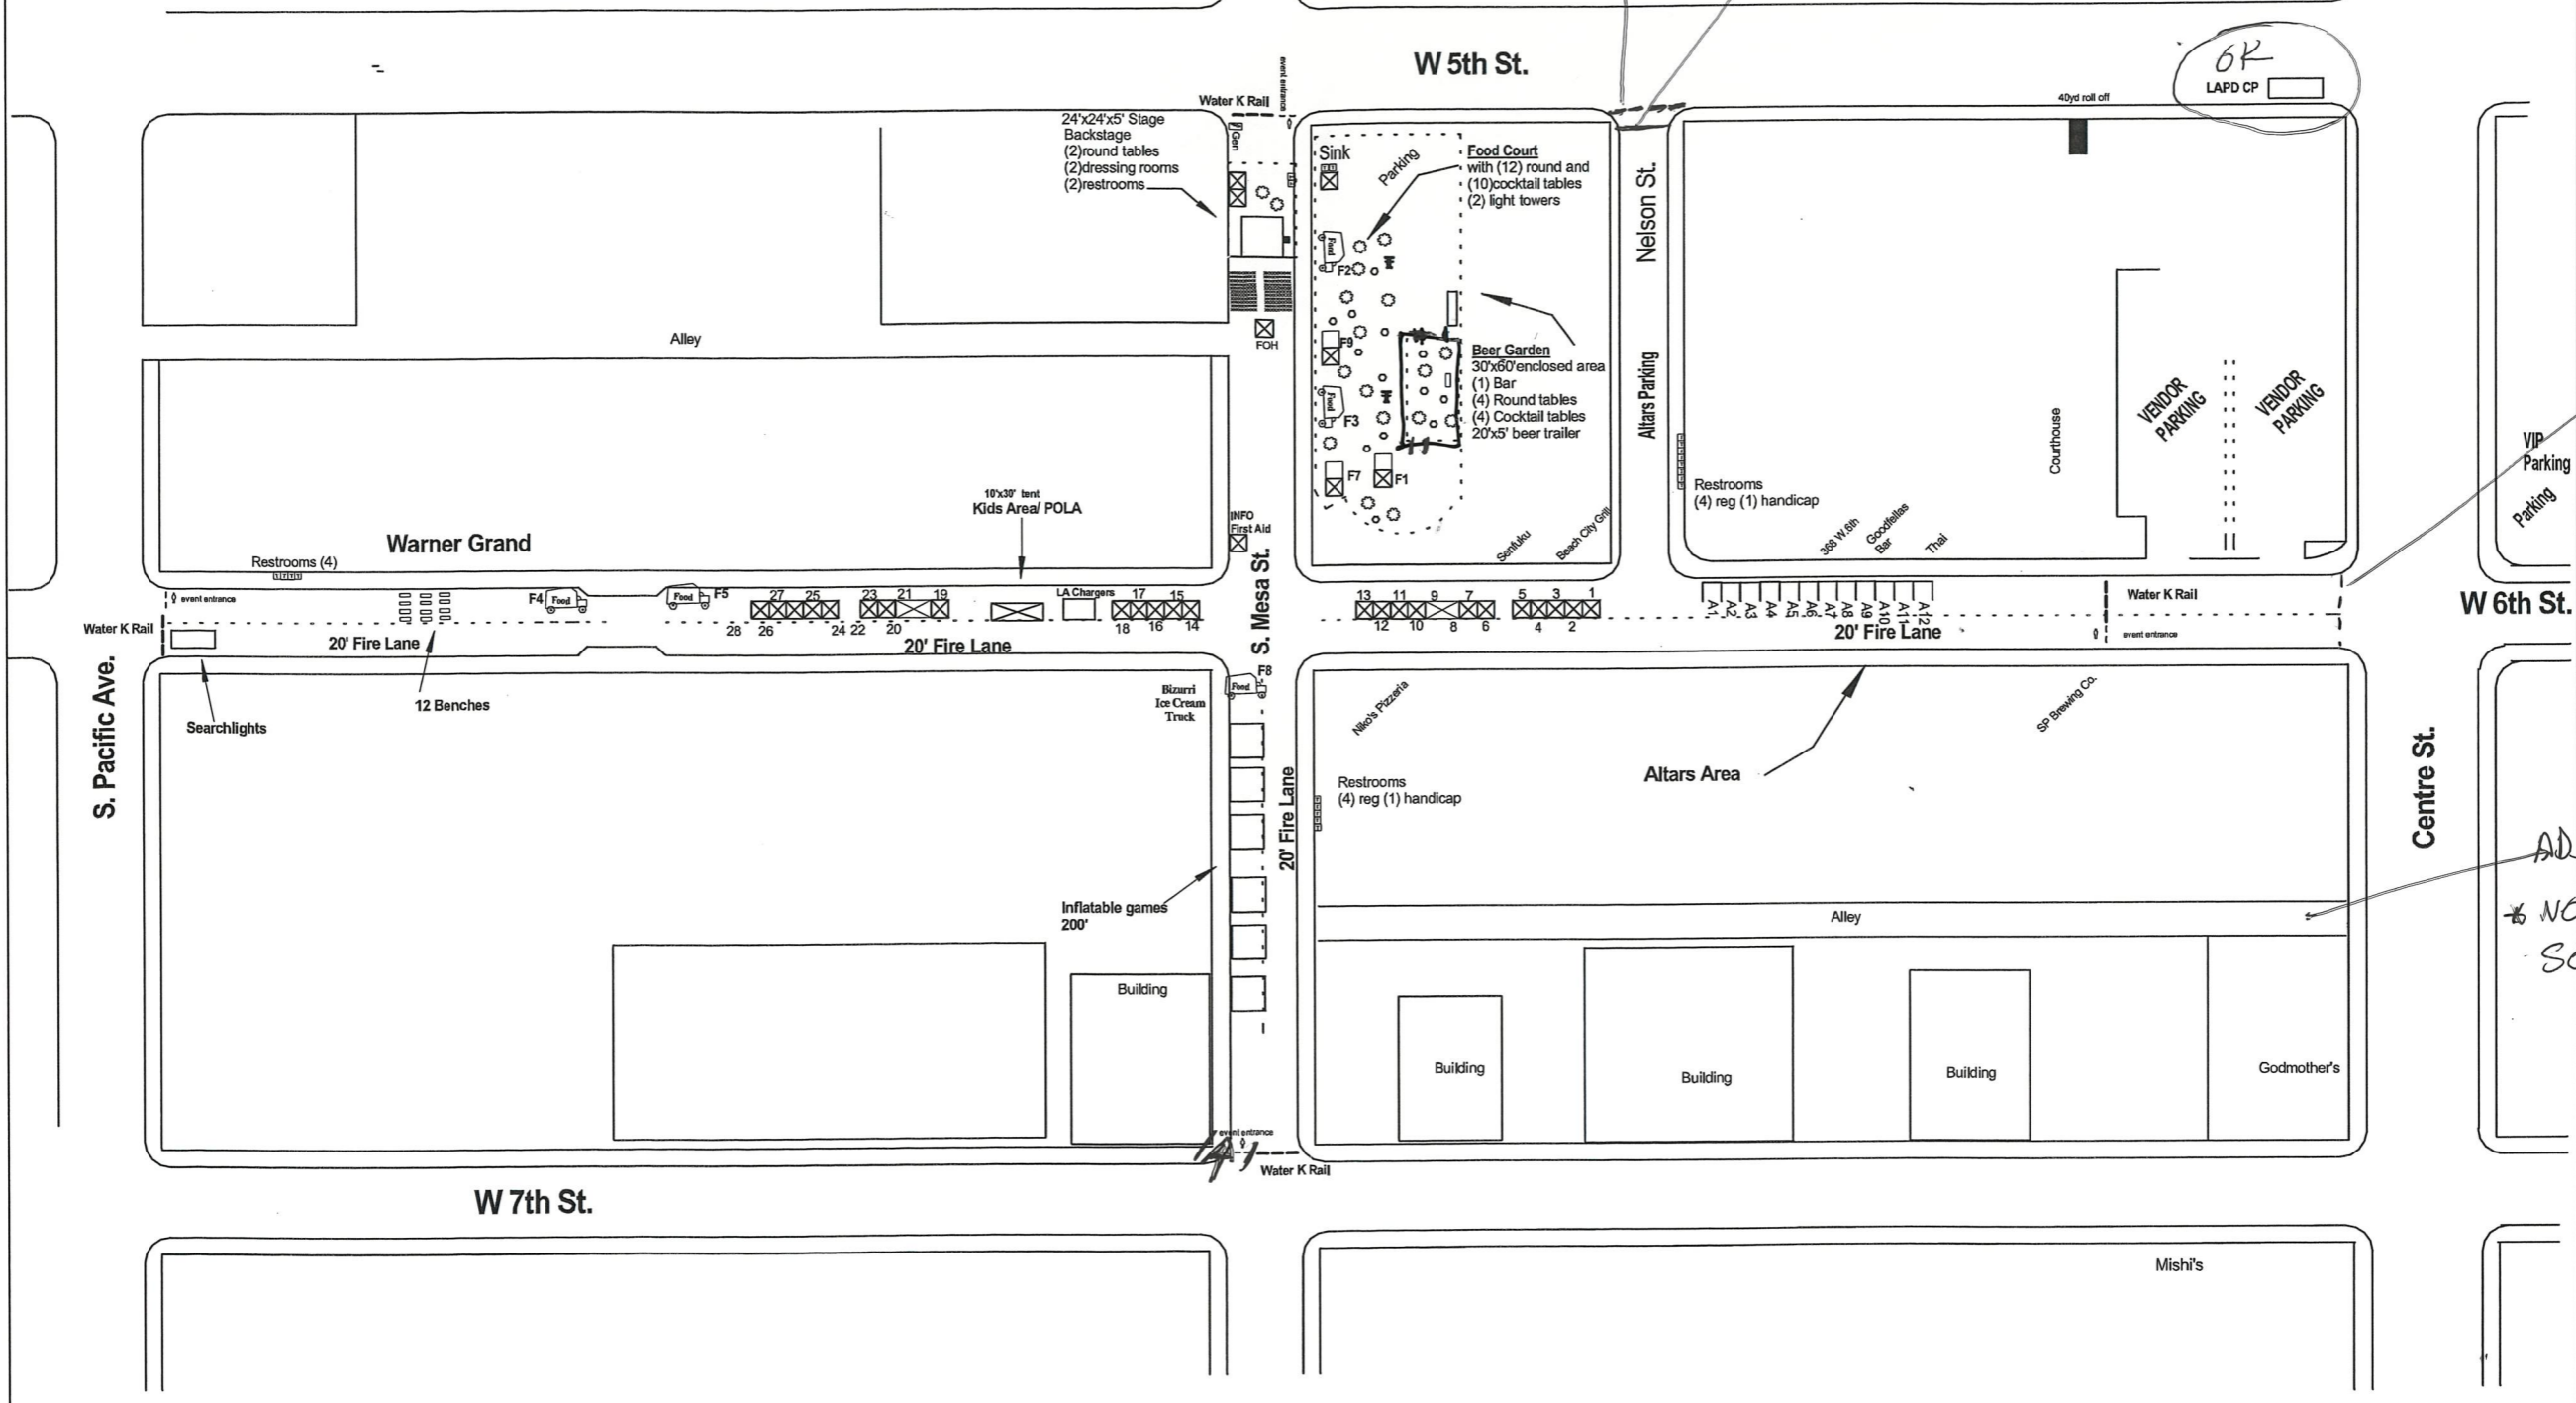 W 5th St.
OK
LAPD CP
40yd roll off
event entrance
Water K Rail
Gen
24'x24'x5' Stage
Backstage
(2)round tables
(2)dressing rooms
(2)restrooms
Sink
Parking
Food Court
with (12) round and
(10)cocktail tables
(2) light towers
Nelson St.
Food
F2
Alley
FOH
F9
Beer Garden
30'x60'enclosed area
(1) Bar
(4) Round tables
(4) Cocktail tables
20'x5' beer trailer
Altars Parking
Food
F3
F7
F1
Courthouse
VENDOR
PARKING
VENDOR
PARKING
VIP
Parking
Parking
Restrooms
(4) reg (1) handicap
10'x30' tent
Kids Area/ POLA
INFO
First Aid
Senfuku
Beach City Grill
368 W.6th
Goodfellas
Bar
Thai
Warner Grand
Restrooms (4)
event entrance
F4
Food
Food
F5
27 25
23 21 19
LA Chargers
17 15
13 11 9 7
5 3 1
Water K Rail
W 6th St.
Water K Rail
20' Fire Lane
28 26 24 22 20
18 16 14
12 10 8 6
4 2
A1 A2 A3 A4 A5 A6 A7 A8 A9 A10 A11 A12
20' Fire Lane
20' Fire Lane
event entrance
S. Mesa St.
S. Pacific Ave.
12 Benches
Searchlights
Bizurri
Ice Cream
Truck
Food
F8
Niko's Pizzeria
SP Brewing Co.
Altars Area
Restrooms
(4) reg (1) handicap
20' Fire Lane
Centre St.
AD
Inflatable games
200'
Alley
* NO
Building
Building
Building
Building
Godmother's
event entrance
Water K Rail
W 7th St.
Mishi's